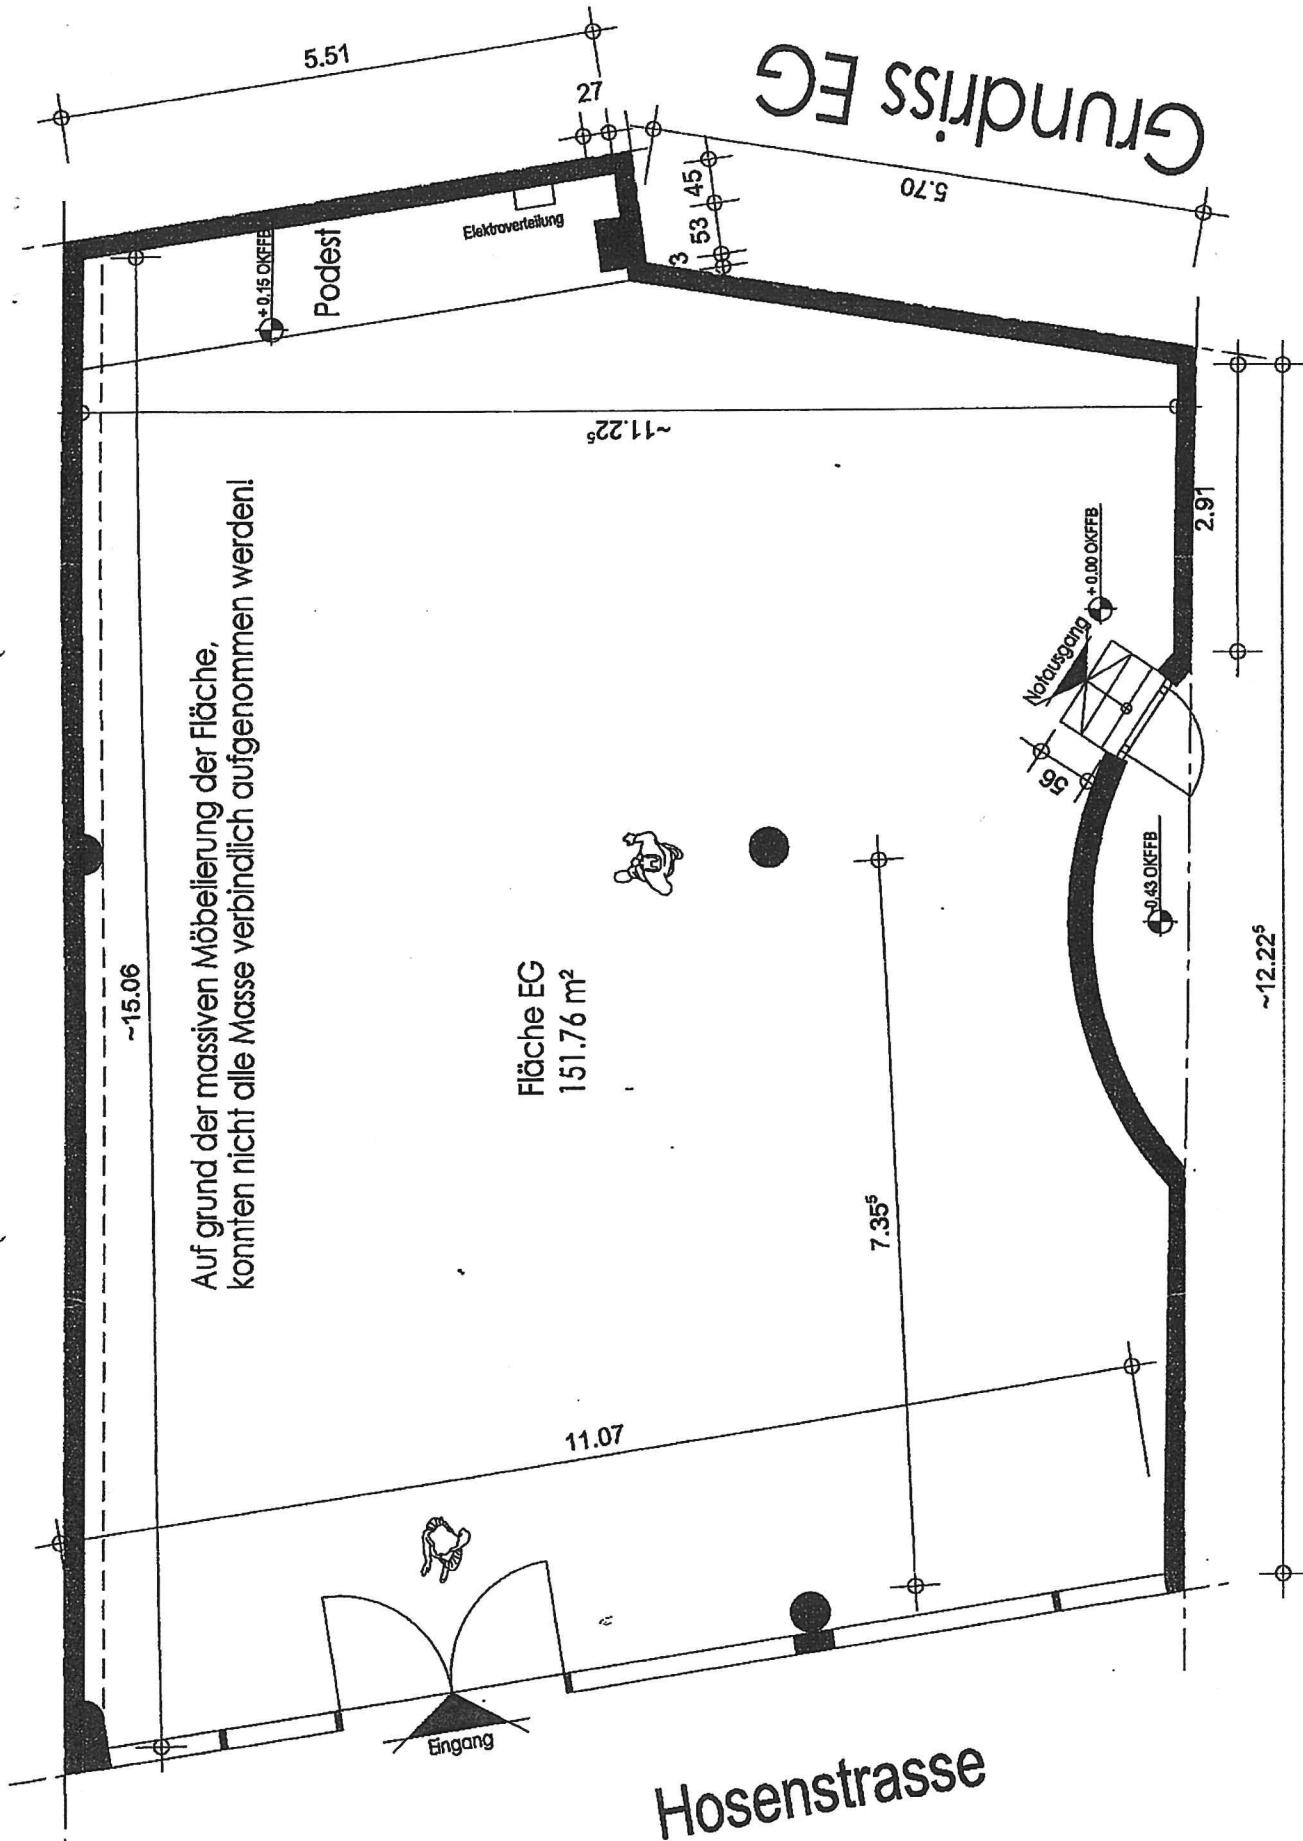 5.51
27
Grundriss EG
5.70
45
53
3
Elektroverteilung
+0,15 OKFFB
Podest
~11.22⁵
2.91
+0.00 OKFFB
Notausgang
56
Auf grund der massiven Möbelierung der Fläche,
konnten nicht alle Masse verbindlich aufgenommen werden!
~15.06
Fläche EG
151.76 m²
-0,43 OKFFB
~12.22⁵
7.35⁵
11.07
Eingang
Hosenstrasse